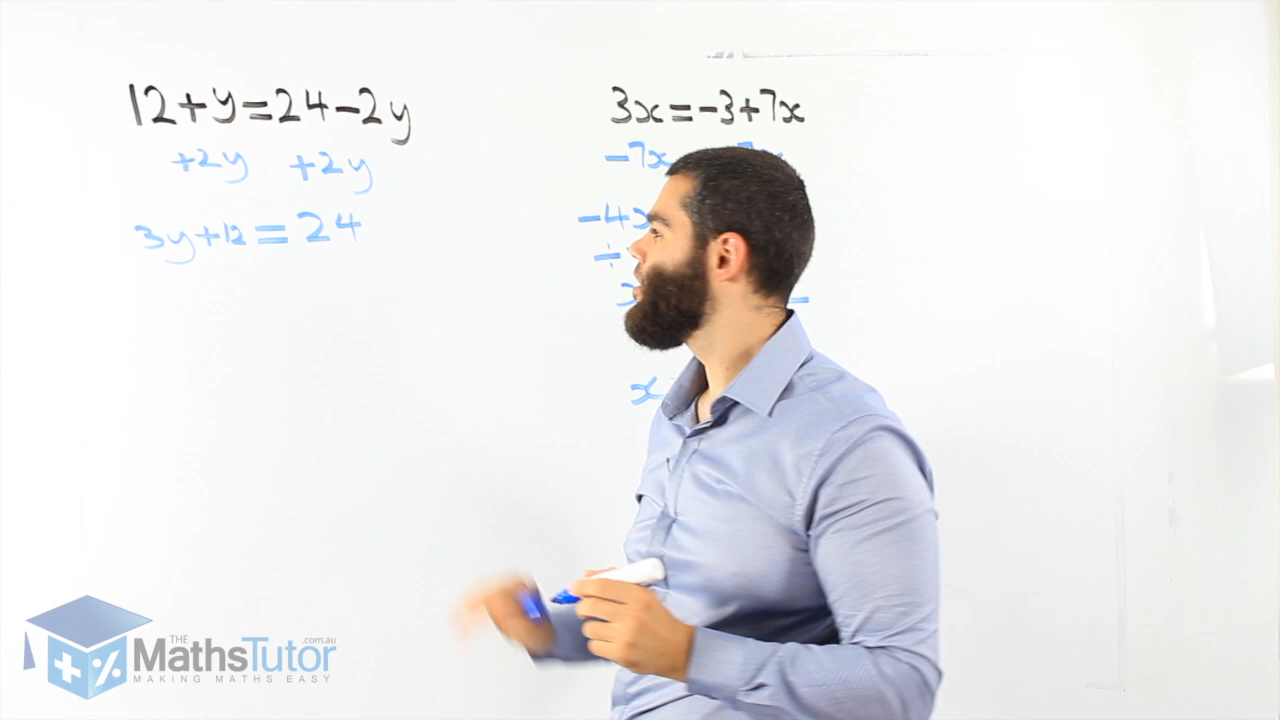 12+y=24-2y
+2y +2y
3y+12=24
3x=-3+7x
-7x
-4x
÷
x
x
THE MathsTutor .com.au
MAKING MATHS EASY